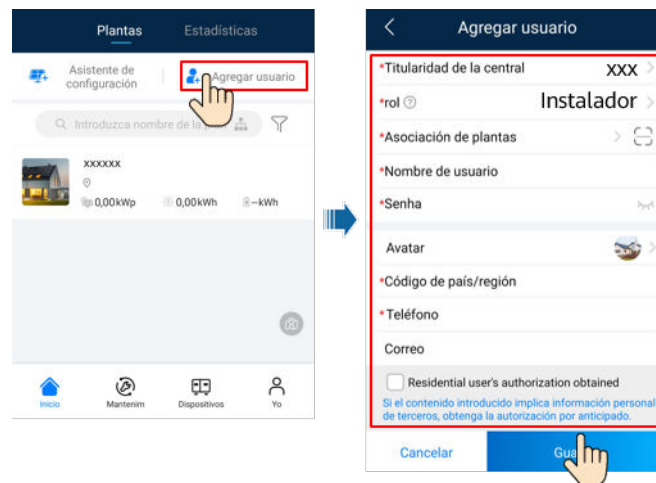 Plantas
Estadísticas
Asistente de
configuración
Agregar usuario
Introduzca nombre de la
xxxxxx
0,00kWp
0,00kWh
--kWh
Inicio
Mantenim
Dispositivos
Yo
Agregar usuario
*Titularidad de la central
xxx
*rol
Instalador
*Asociación de plantas
*Nombre de usuario
*Senha
Avatar
*Código de país/región
*Teléfono
Correo
Residential user's authorization obtained
Si el contenido introducido implica información personal
de terceros, obtenga la autorización por anticipado.
Cancelar